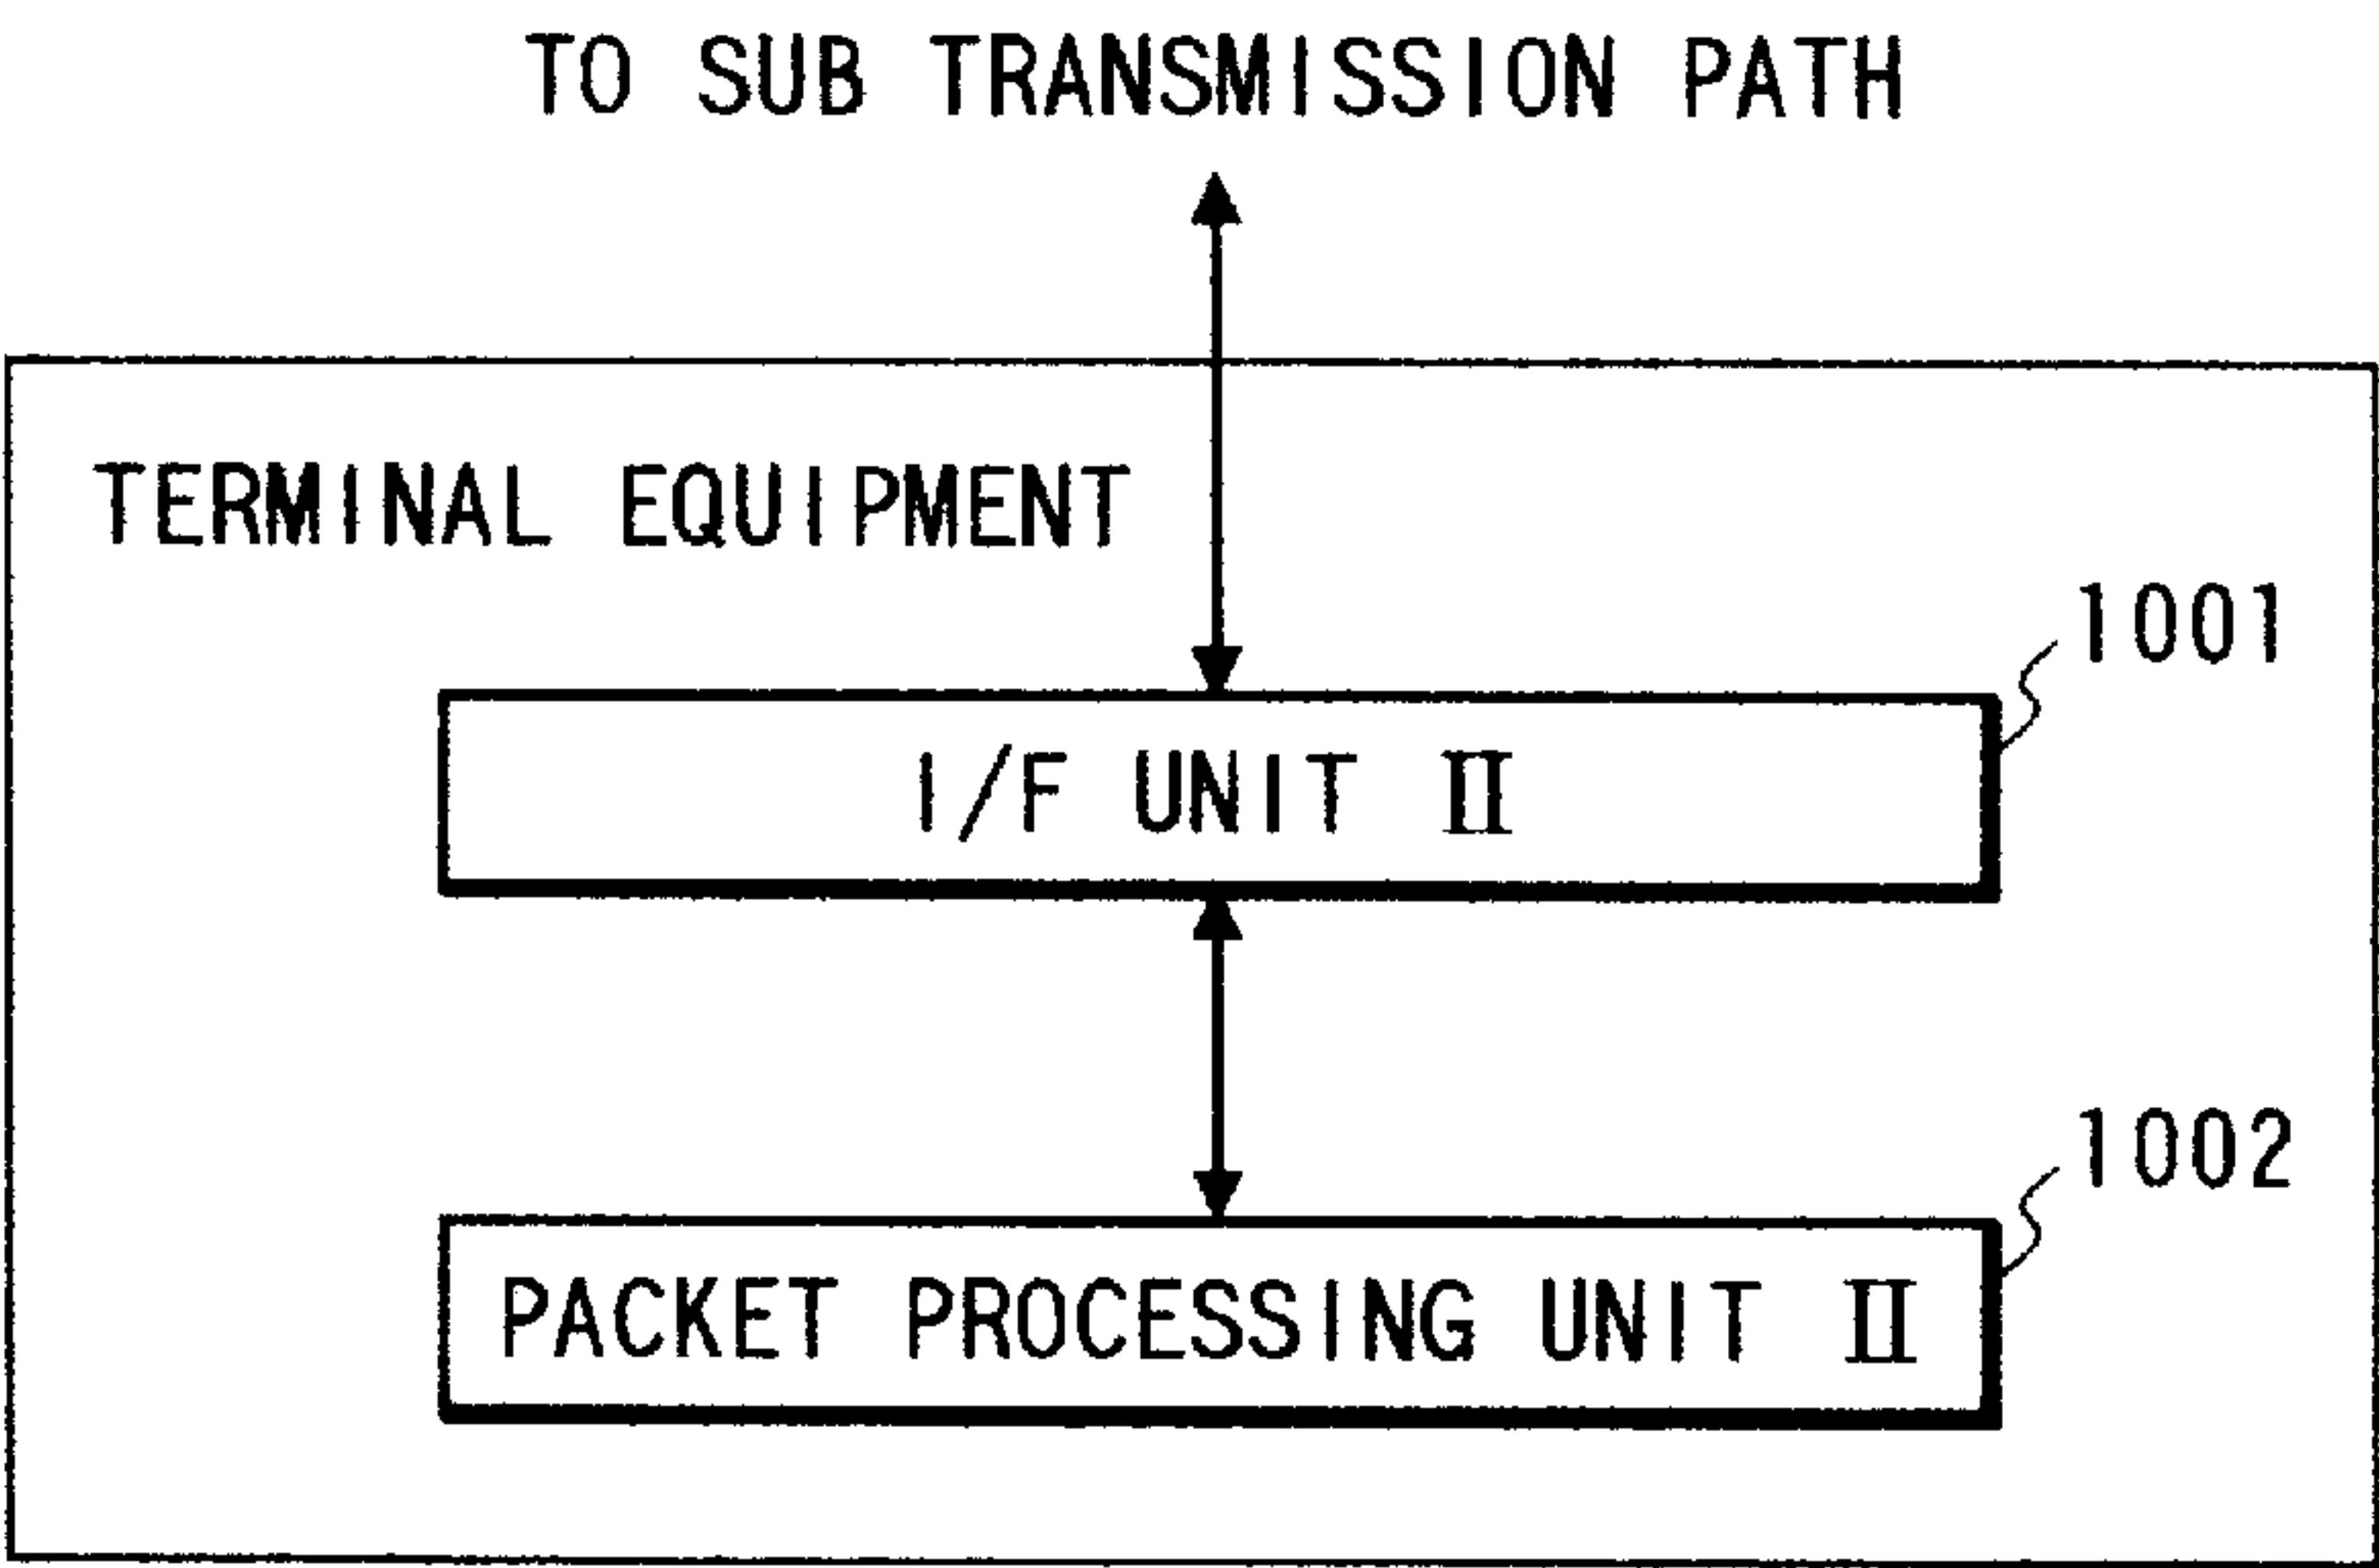 TO SUB TRANSMISSION PATH
TERMINAL EQUIPMENT
1001
I/F UNIT II
1002
PACKET PROCESSING UNIT II